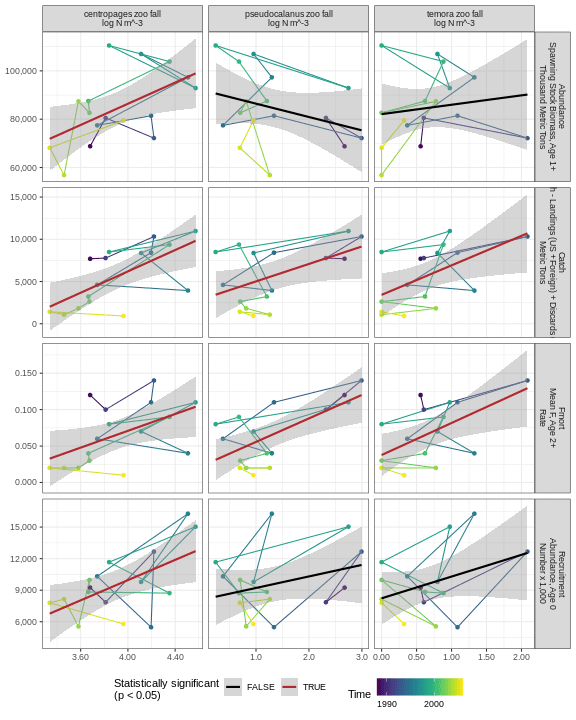 centropages zoo fall
log N m^-3
pseudocalanus zoo fall
log N m^-3
temora zoo fall
log N m^-3
100,000
80,000
60,000
Abundance
Spawning Stock Biomass, Age 1+
Thousand Metric Tons
15,000
10,000
5,000
0
Catch
h - Landings (US +Foreign) + Discards
Metric Tons
0.150
0.100
0.050
0.000
Fmort
Mean F, Age 2+
Rate
15,000
12,000
9,000
6,000
Recruitment
Abundance, Age 0
Number x 1,000
3.60 4.00 4.40
1.0 2.0 3.0
0.00 0.50 1.00 1.50 2.00
Statistically significant
(p < 0.05)
FALSE
TRUE
Time
1990 2000